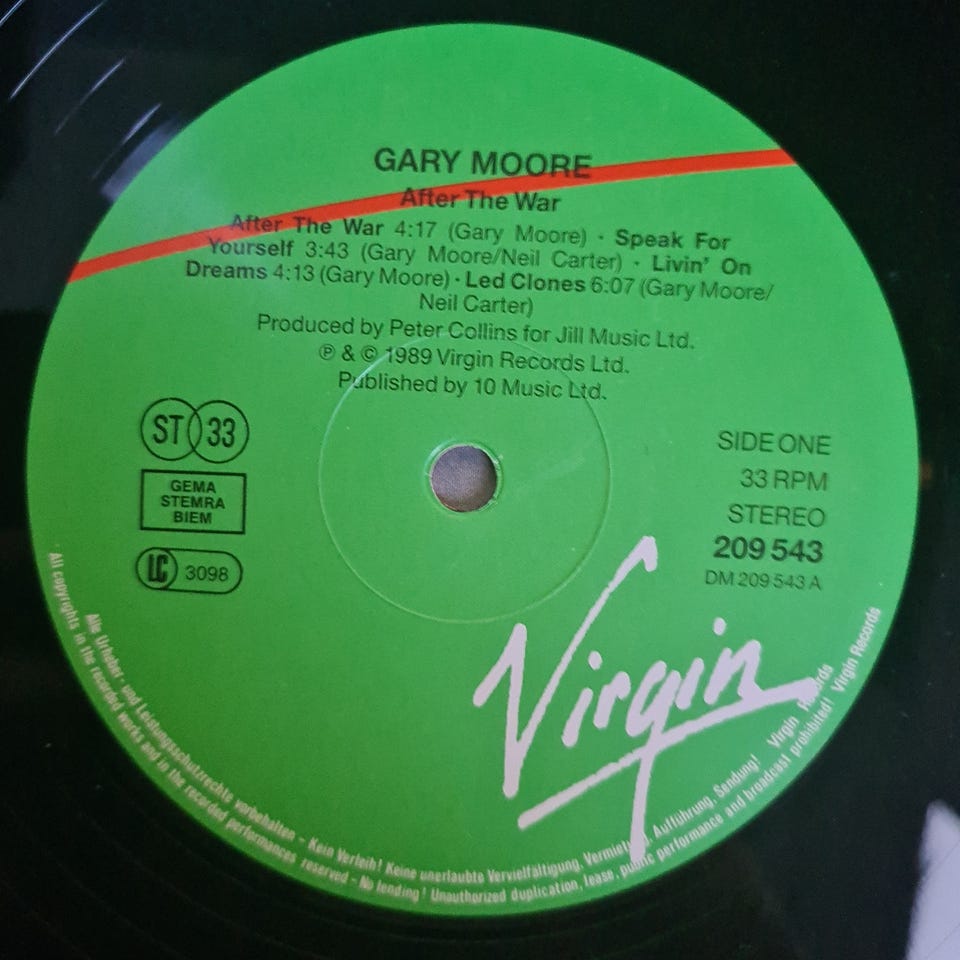 GARY MOORE
After The War
After The War 4:17 (Gary Moore) · Speak For
Yourself 3:43 (Gary Moore/Neil Carter) · Livin' On
Dreams 4:13 (Gary Moore) · Led Clones 6:07 (Gary Moore/
Neil Carter)
Produced by Peter Collins for Jill Music Ltd.
℗ & © 1989 Virgin Records Ltd.
Published by 10 Music Ltd.
ST 33
GEMA
STEMRA
BIEM
LC 3098
SIDE ONE
33 RPM
STEREO
209 543
DM 209 543 A
Virgin
Alle Urheber- und Leistungsschutzrechte vorbehalten – Kein Verleih! Keine unerlaubte Vervielfältigung, Vermietung, Aufführung, Sendung! Virgin Records
All copyrights in the recorded works and in the recorded performances reserved – No lending! Unauthorized duplication, lease, public performance and broadcast prohibited! Virgin Records